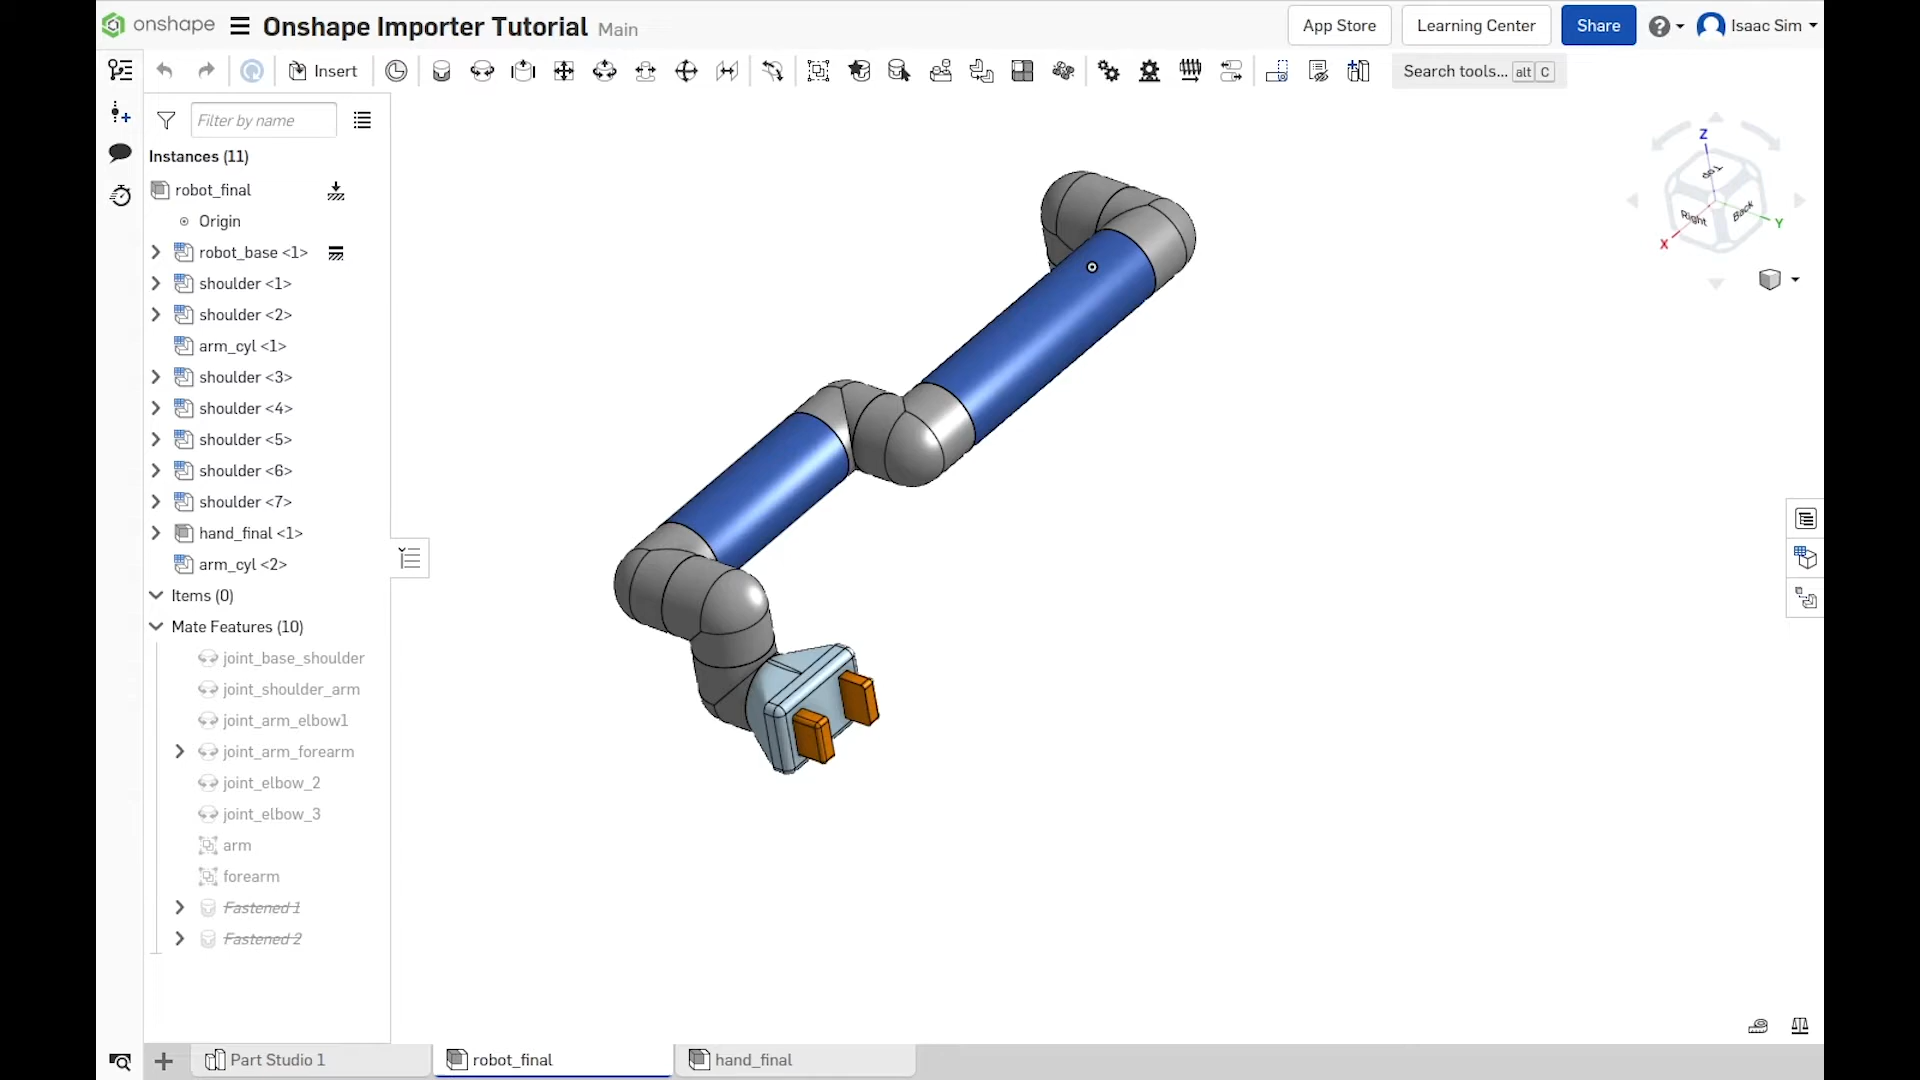 onshape Onshape Importer Tutorial Main App Store Learning Center Share Isaac Sim
Insert Search tools... alt C
Filter by name
Instances (11)
robot_final
Origin
robot_base <1>
shoulder <1>
shoulder <2>
arm_cyl <1>
shoulder <3>
shoulder <4>
shoulder <5>
shoulder <6>
shoulder <7>
hand_final <1>
arm_cyl <2>
Items (0)
Mate Features (10)
joint_base_shoulder
joint_shoulder_arm
joint_arm_elbow1
joint_arm_forearm
joint_elbow_2
joint_elbow_3
arm
forearm
Fastened 1
Fastened 2
Z
Top
Right Back
X Y
Part Studio 1 robot_final hand_final